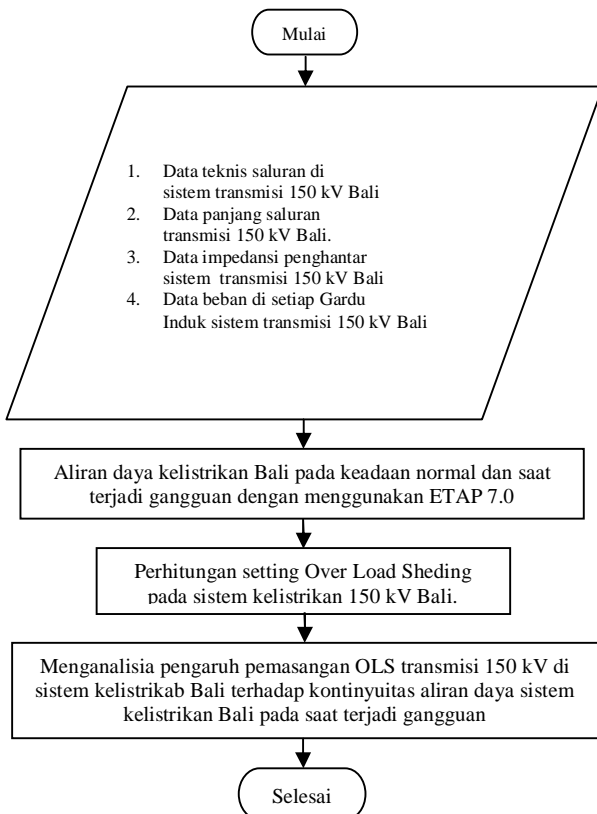 Mulai
1. Data teknis saluran di
sistem transmisi 150 kV Bali
2. Data panjang saluran
transmisi 150 kV Bali.
3. Data impedansi penghantar
sistem transmisi 150 kV Bali
4. Data beban di setiap Gardu
Induk sistem transmisi 150 kV Bali
Aliran daya kelistrikan Bali pada keadaan normal dan saat
terjadi gangguan dengan menggunakan ETAP 7.0
Perhitungan setting Over Load Sheding
pada sistem kelistrikan 150 kV Bali.
Menganalisia pengaruh pemasangan OLS transmisi 150 kV di
sistem kelistrikab Bali terhadap kontinyuitas aliran daya sistem
kelistrikan Bali pada saat terjadi gangguan
Selesai